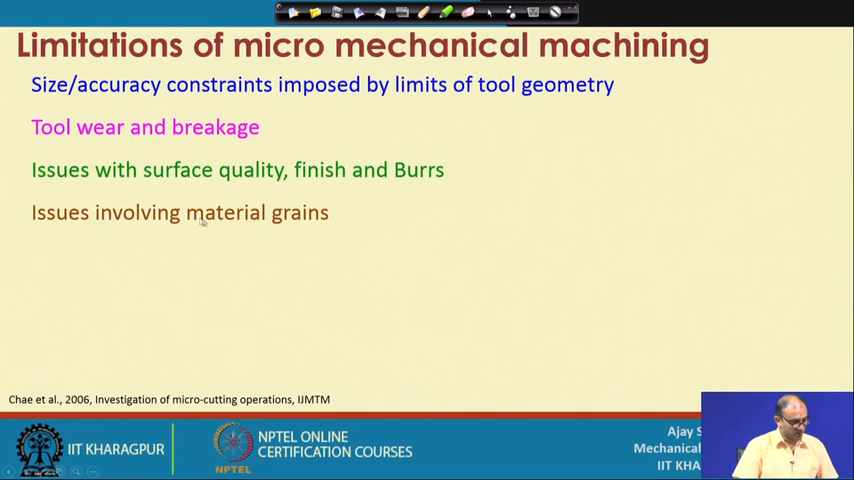 Limitations of micro mechanical machining
Size/accuracy constraints imposed by limits of tool geometry
Tool wear and breakage
Issues with surface quality, finish and Burrs
Issues involving material grains
Chae et al., 2006, Investigation of micro-cutting operations, IJMTM
IIT KHARAGPUR
NPTEL
NPTEL ONLINE
CERTIFICATION COURSES
Ajay S
Mechanical
IIT KHA